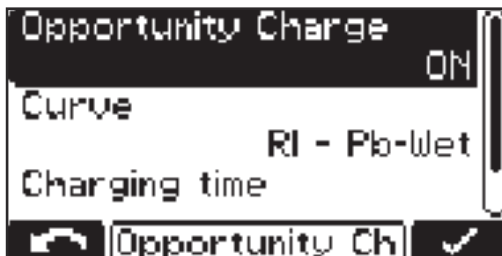 Opportunity Charge
ON
Curve
RI - Pb-Wet
Charging time
Opportunity Ch